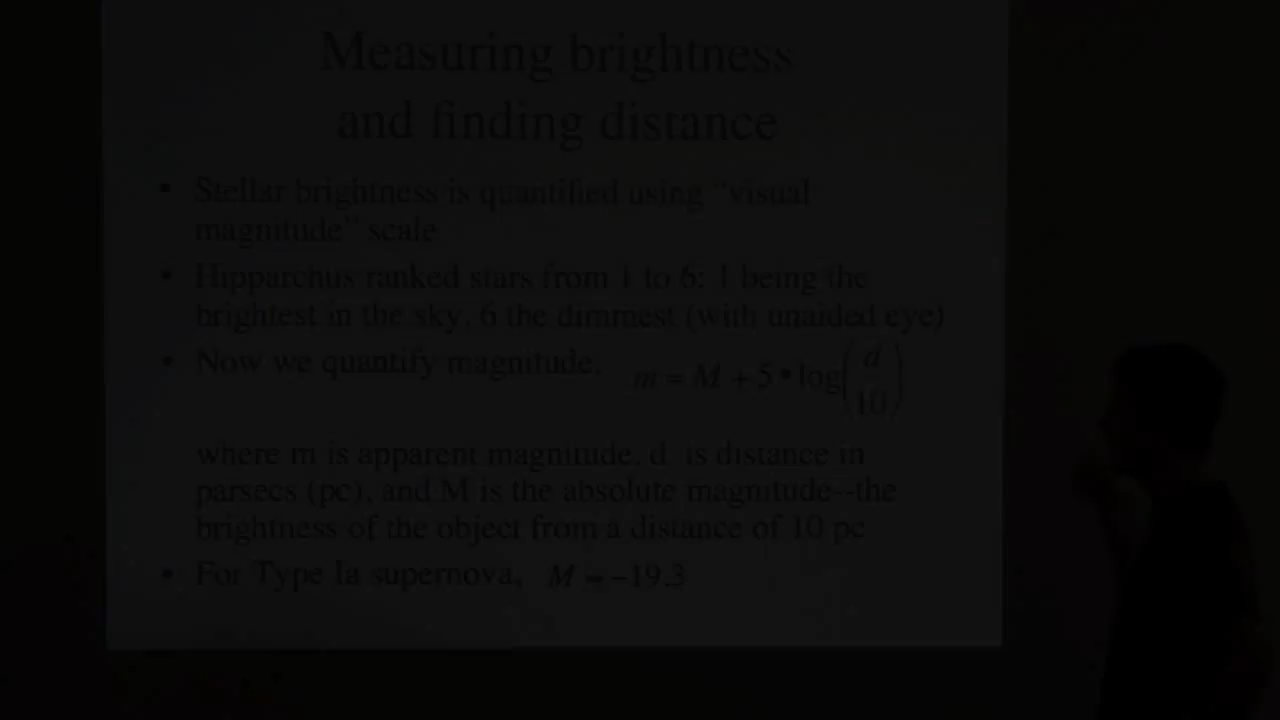 Measuring brightness
and finding distance
• Stellar brightness is quantified using "visual
magnitude" scale
• Hipparchus ranked stars from 1 to 6: 1 being the
brightest in the sky, 6 the dimmest (with unaided eye)
• Now we quantify magnitude, m = M + 5 • log(d/10)
where m is apparent magnitude, d is distance in
parsecs (pc), and M is the absolute magnitude--the
brightness of the object from a distance of 10 pc
• For Type Ia supernova, M = -19.3